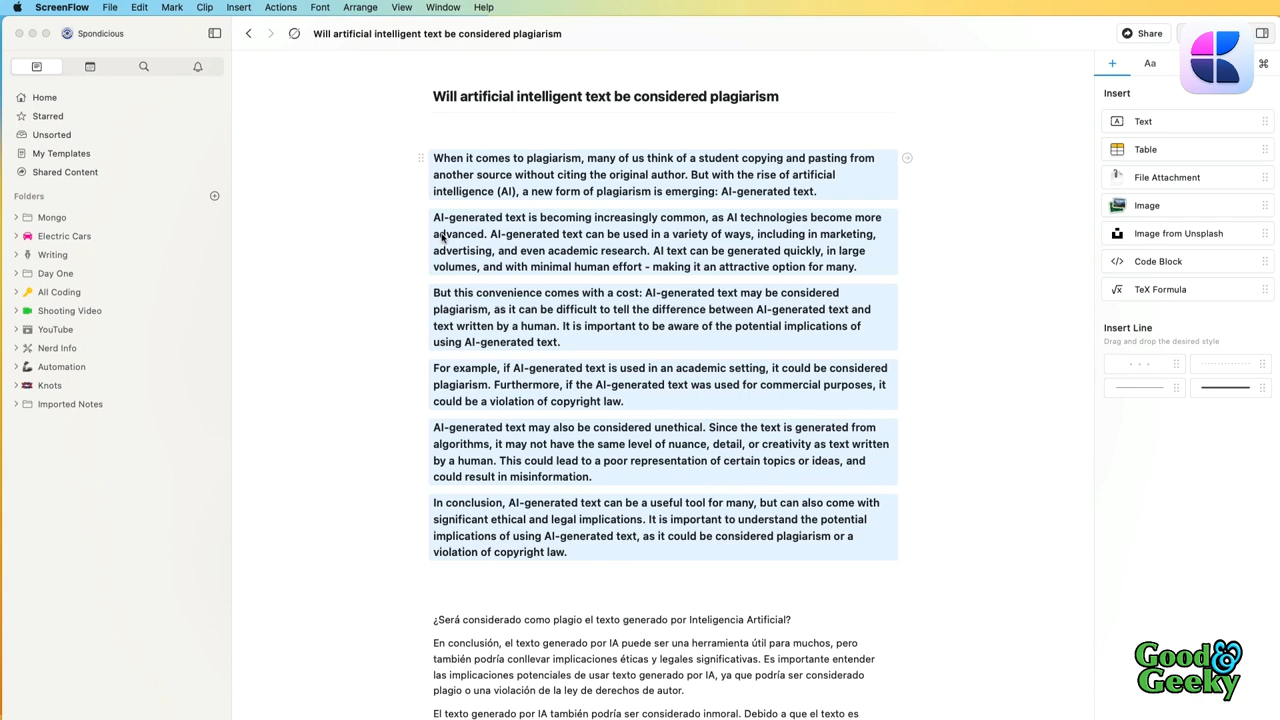 ScreenFlow File Edit Mark Clip Insert Actions Font Arrange View Window Help
Spondicious
Will artificial intelligent text be considered plagiarism
Share
Home
Starred
Unsorted
My Templates
Shared Content
Folders
Mongo
Electric Cars
Writing
Day One
All Coding
Shooting Video
YouTube
Nerd Info
Automation
Knots
Imported Notes
Will artificial intelligent text be considered plagiarism
When it comes to plagiarism, many of us think of a student copying and pasting from
another source without citing the original author. But with the rise of artificial
intelligence (AI), a new form of plagiarism is emerging: AI-generated text.
AI-generated text is becoming increasingly common, as AI technologies become more
advanced. AI-generated text can be used in a variety of ways, including in marketing,
advertising, and even academic research. AI text can be generated quickly, in large
volumes, and with minimal human effort - making it an attractive option for many.
But this convenience comes with a cost: AI-generated text may be considered
plagiarism, as it can be difficult to tell the difference between AI-generated text and
text written by a human. It is important to be aware of the potential implications of
using AI-generated text.
For example, if AI-generated text is used in an academic setting, it could be considered
plagiarism. Furthermore, if the AI-generated text was used for commercial purposes, it
could be a violation of copyright law.
AI-generated text may also be considered unethical. Since the text is generated from
algorithms, it may not have the same level of nuance, detail, or creativity as text written
by a human. This could lead to a poor representation of certain topics or ideas, and
could result in misinformation.
In conclusion, AI-generated text can be a useful tool for many, but can also come with
significant ethical and legal implications. It is important to understand the potential
implications of using AI-generated text, as it could be considered plagiarism or a
violation of copyright law.
¿Será considerado como plagio el texto generado por Inteligencia Artificial?
En conclusión, el texto generado por IA puede ser una herramienta útil para muchos, pero
también podría conllevar implicaciones éticas y legales significativas. Es importante entender
las implicaciones potenciales de usar texto generado por IA, ya que podría ser considerado
plagio o una violación de la ley de derechos de autor.
El texto generado por IA también podría ser considerado inmoral. Debido a que el texto es
Aa
Insert
Text
Table
File Attachment
Image
Image from Unsplash
Code Block
TeX Formula
Insert Line
Drag and drop the desired style
Good &
Geeky